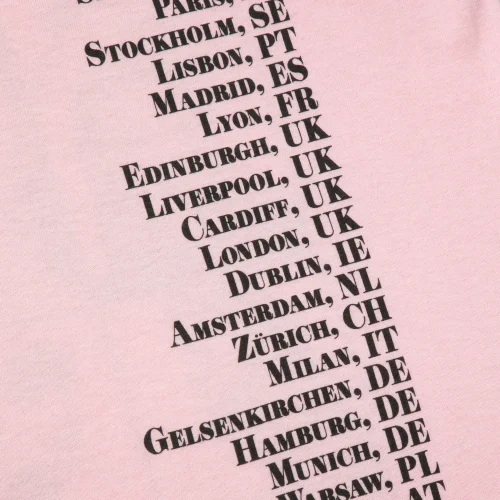 PARIS,
STOCKHOLM, SE
LISBON, PT
MADRID, ES
LYON, FR
EDINBURGH, UK
LIVERPOOL, UK
CARDIFF, UK
LONDON, UK
DUBLIN, IE
AMSTERDAM, NL
ZÜRICH, CH
MILAN, IT
GELSENKIRCHEN, DE
HAMBURG, DE
MUNICH, DE
WARSAW, PL
AT